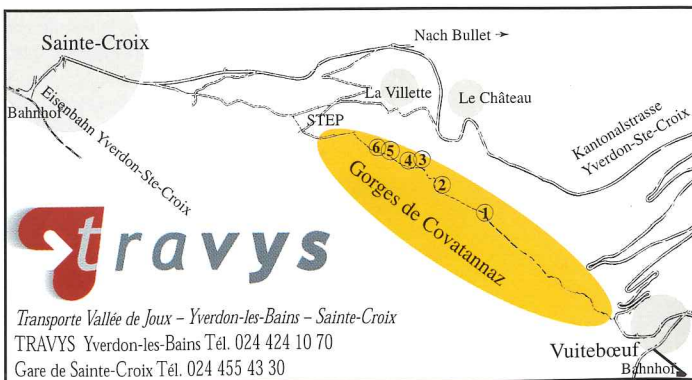 Nach Bullet →
Sainte-Croix
La Villette
Le Château
Bahnhof
Eisenbahn Yverdon-Ste-Croix
STEP
Kantonalstrasse
Yverdon-Ste-Croix
6 5 4 3
2
1
Gorges de Covatannaz
travys
Transporte Vallée de Joux – Yverdon-les-Bains – Sainte-Croix
TRAVYS Yverdon-les-Bains Tél. 024 424 10 70
Gare de Sainte-Croix Tél. 024 455 43 30
Vuitebœuf
Bahnhof